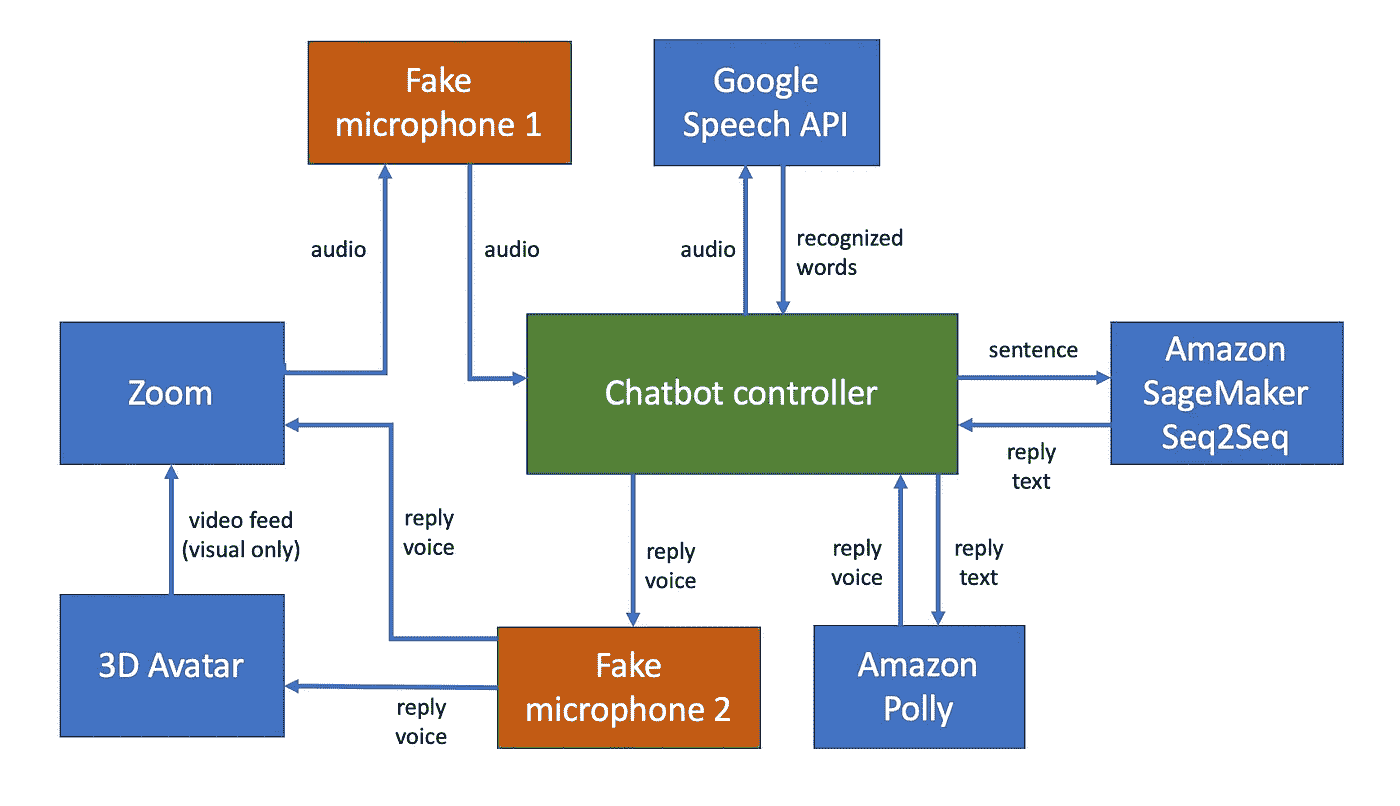 Fake
microphone 1
Google
Speech API
audio
audio
audio
recognized
words
Zoom
Chatbot controller
sentence
Amazon
SageMaker
Seq2Seq
reply
text
video feed
(visual only)
reply
voice
reply
voice
reply
voice
reply
text
3D Avatar
reply
voice
Fake
microphone 2
Amazon
Polly